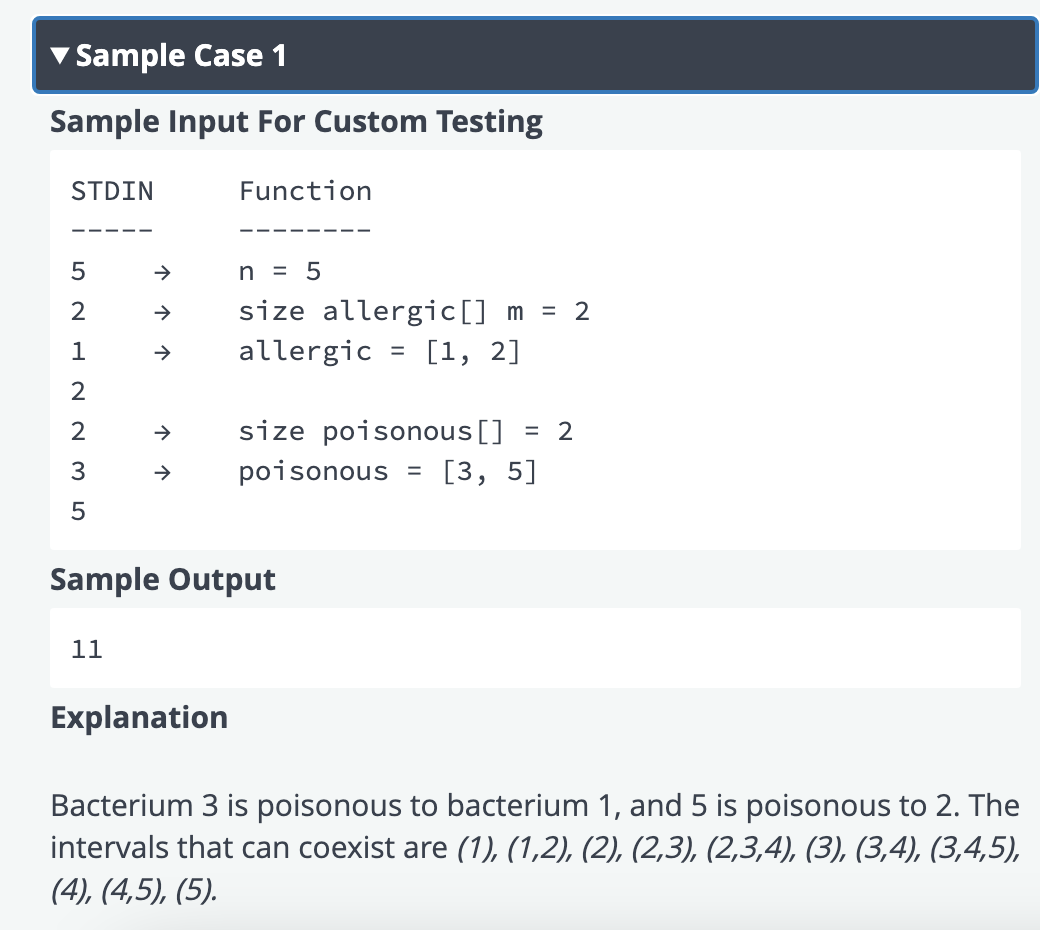 ▼ Sample Case 1
Sample Input For Custom Testing
STDIN     Function
-----     --------
5    →    n = 5
2    →    size allergic[] m = 2
1    →    allergic = [1, 2]
2
2    →    size poisonous[] = 2
3    →    poisonous = [3, 5]
5
Sample Output
11
Explanation
Bacterium 3 is poisonous to bacterium 1, and 5 is poisonous to 2. The
intervals that can coexist are (1), (1,2), (2), (2,3), (2,3,4), (3), (3,4), (3,4,5),
(4), (4,5), (5).